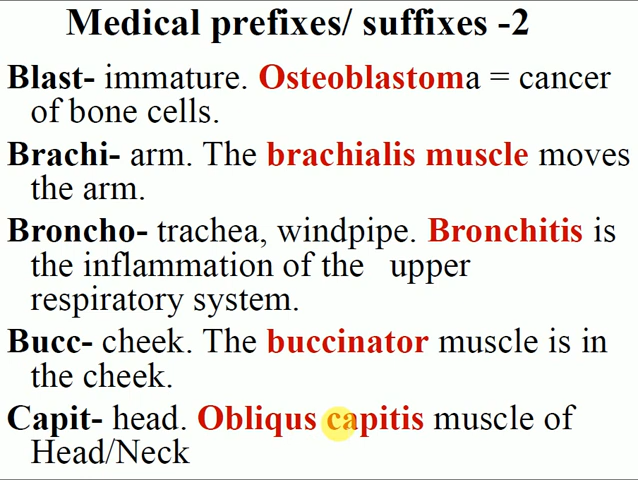 Medical prefixes/ suffixes -2
Blast- immature. Osteoblastoma = cancer
of bone cells.
Brachi- arm. The brachialis muscle moves
the arm.
Broncho- trachea, windpipe. Bronchitis is
the inflammation of the upper
respiratory system.
Bucc- cheek. The buccinator muscle is in
the cheek.
Capit- head. Obliqus capitis muscle of
Head/Neck